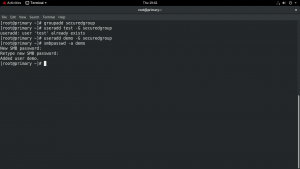 Activities
Terminal
Thu 20:01
root@primary:~
File Edit View Search Terminal Help
[root@primary ~]# groupadd securedgroup
[root@primary ~]# useradd test -G securedgroup
useradd: user 'test' already exists
[root@primary ~]# useradd demo -G securedgroup
[root@primary ~]# smbpasswd -a demo
New SMB password:
Retype new SMB password:
Added user demo.
[root@primary ~]#